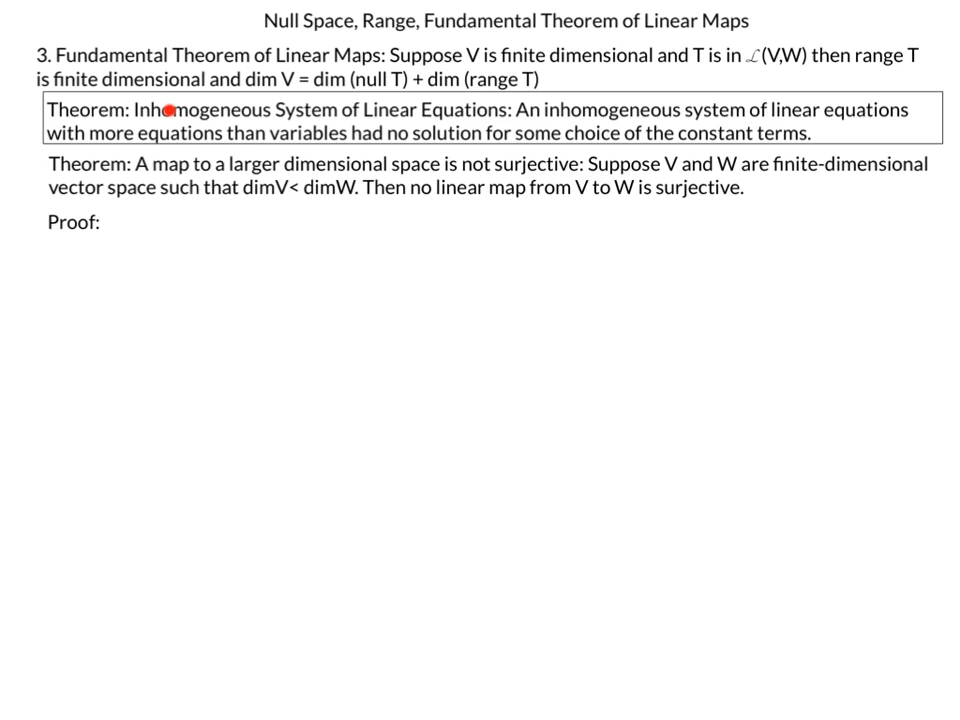 Null Space, Range, Fundamental Theorem of Linear Maps
3. Fundamental Theorem of Linear Maps: Suppose V is finite dimensional and T is in ℒ(V,W) then range T
is finite dimensional and dim V = dim (null T) + dim (range T)
Theorem: Inhomogeneous System of Linear Equations: An inhomogeneous system of linear equations
with more equations than variables had no solution for some choice of the constant terms.
Theorem: A map to a larger dimensional space is not surjective: Suppose V and W are finite-dimensional
vector space such that dimV< dimW. Then no linear map from V to W is surjective.
Proof: